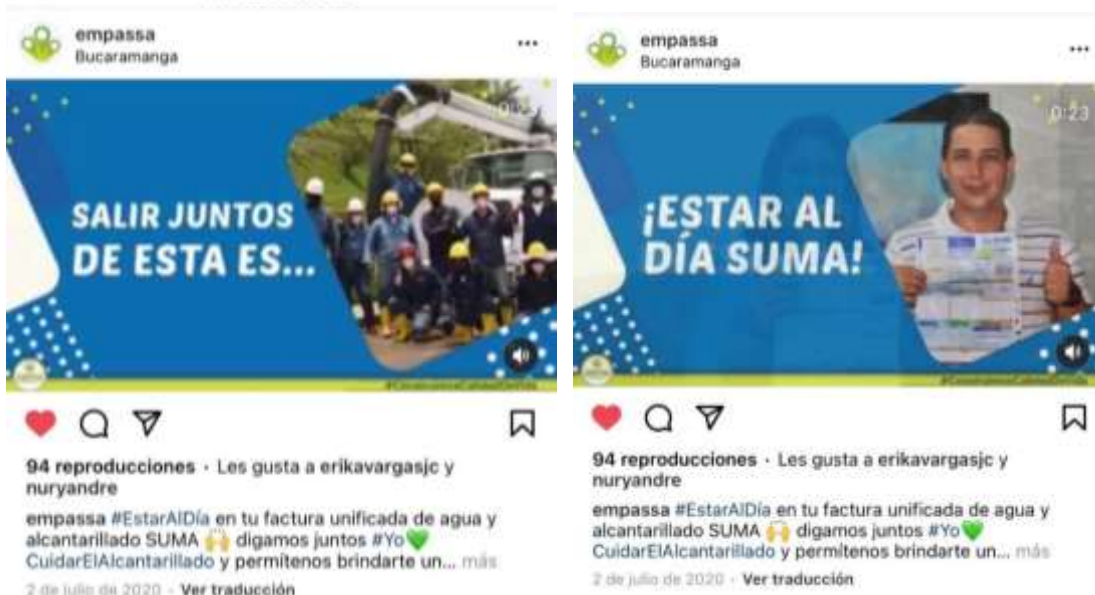 empassa
Bucaramanga
SALIR JUNTOS
DE ESTA ES...
#ConstruimosCalidadDeVida
94 reproducciones · Les gusta a erikavargasjc y
nuryandre
empassa #EstarAlDía en tu factura unificada de agua y
alcantarillado SUMA 🙌 digamos juntos #Yo💚
CuidarElAlcantarillado y permítenos brindarte un... más
2 de julio de 2020 · Ver traducción
empassa
Bucaramanga
0:23
¡ESTAR AL
DÍA SUMA!
#ConstruimosCalidadDeVida
94 reproducciones · Les gusta a erikavargasjc y
nuryandre
empassa #EstarAlDía en tu factura unificada de agua y
alcantarillado SUMA 🙌 digamos juntos #Yo💚
CuidarElAlcantarillado y permítenos brindarte un... más
2 de julio de 2020 · Ver traducción